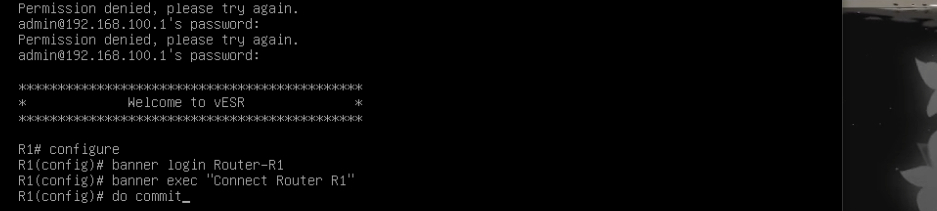 Permission denied, please try again.
admin@192.168.100.1's password:
Permission denied, please try again.
admin@192.168.100.1's password:
********************************************
* Welcome to vESR *
********************************************
R1# configure
R1(config)# banner login Router-R1
R1(config)# banner exec "Connect Router R1"
R1(config)# do commit_